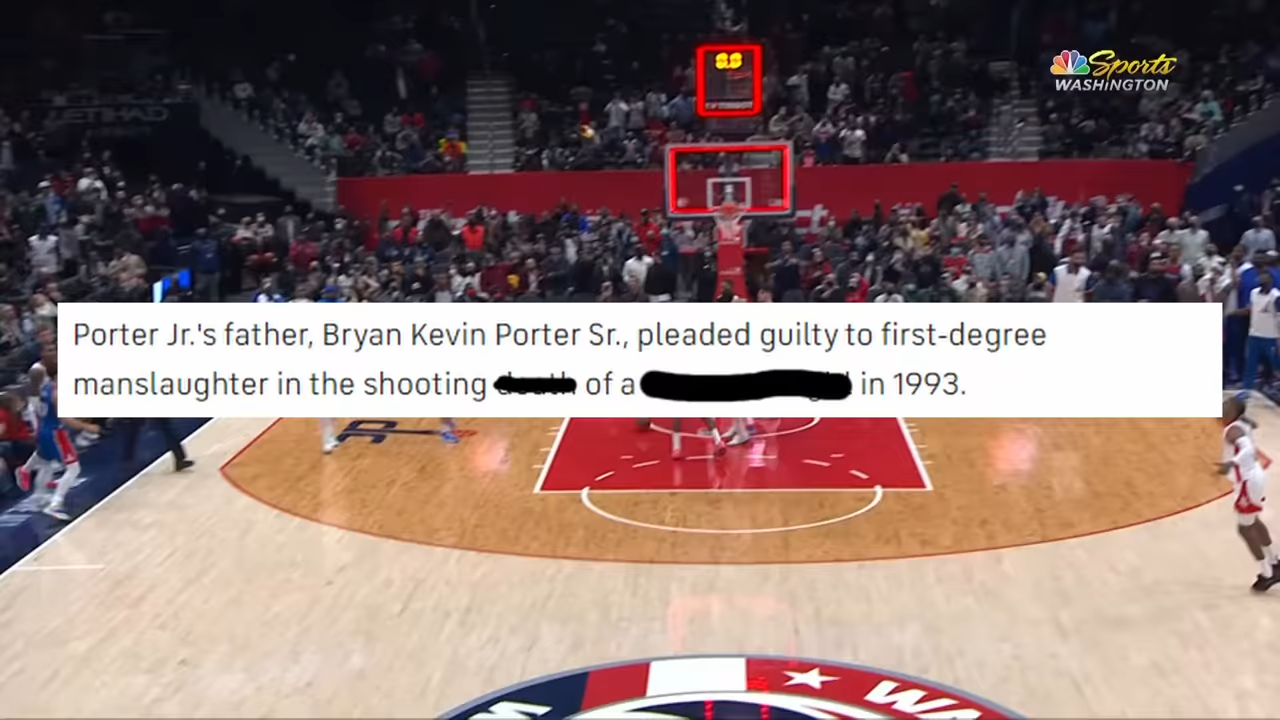 Sports
WASHINGTON
Porter Jr.'s father, Bryan Kevin Porter Sr., pleaded guilty to first-degree
manslaughter in the shooting of a in 1993.
WA